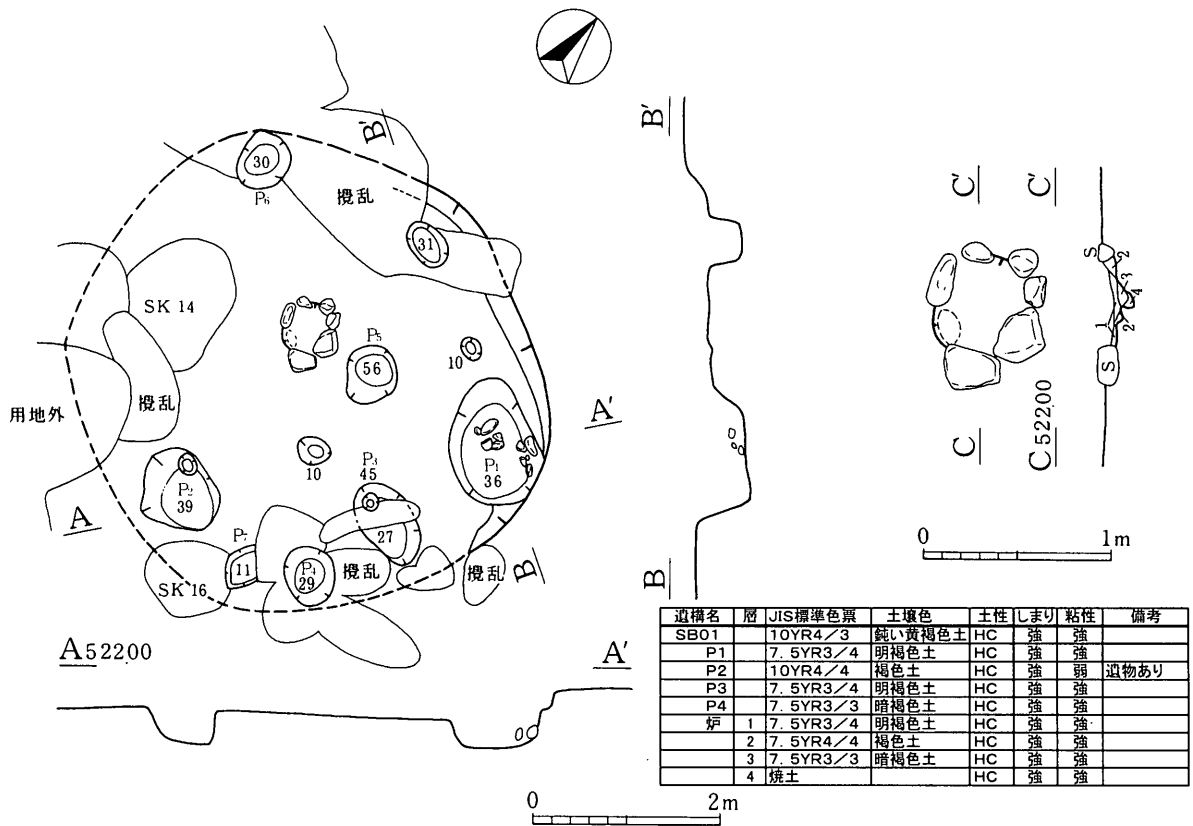 B'
30
P6
攪乱
31
SK 14
P5
56
10
攪乱
用地外
A'
10
P3
45
P1
36
P2
39
27
A
P7
11
P4
29
攪乱
攪乱
B
SK 16
A 52200
A'
B'
B
C'
C'
S
2
3
4
1
2
S
C
C 52200
0 1m
遺構名 層 JIS標準色票 土壌色 土性 しまり 粘性 備考
SB01 10YR4/3 鈍い黄褐色土 HC 強 強
P1 7.5YR3/4 明褐色土 HC 強 強
P2 10YR4/4 褐色土 HC 強 弱 遺物あり
P3 7.5YR3/4 明褐色土 HC 強 強
P4 7.5YR3/3 暗褐色土 HC 強 強
炉 1 7.5YR3/4 明褐色土 HC 強 強
2 7.5YR4/4 褐色土 HC 強 強
3 7.5YR3/3 暗褐色土 HC 強 強
4 焼土 HC 強 強
0 2m